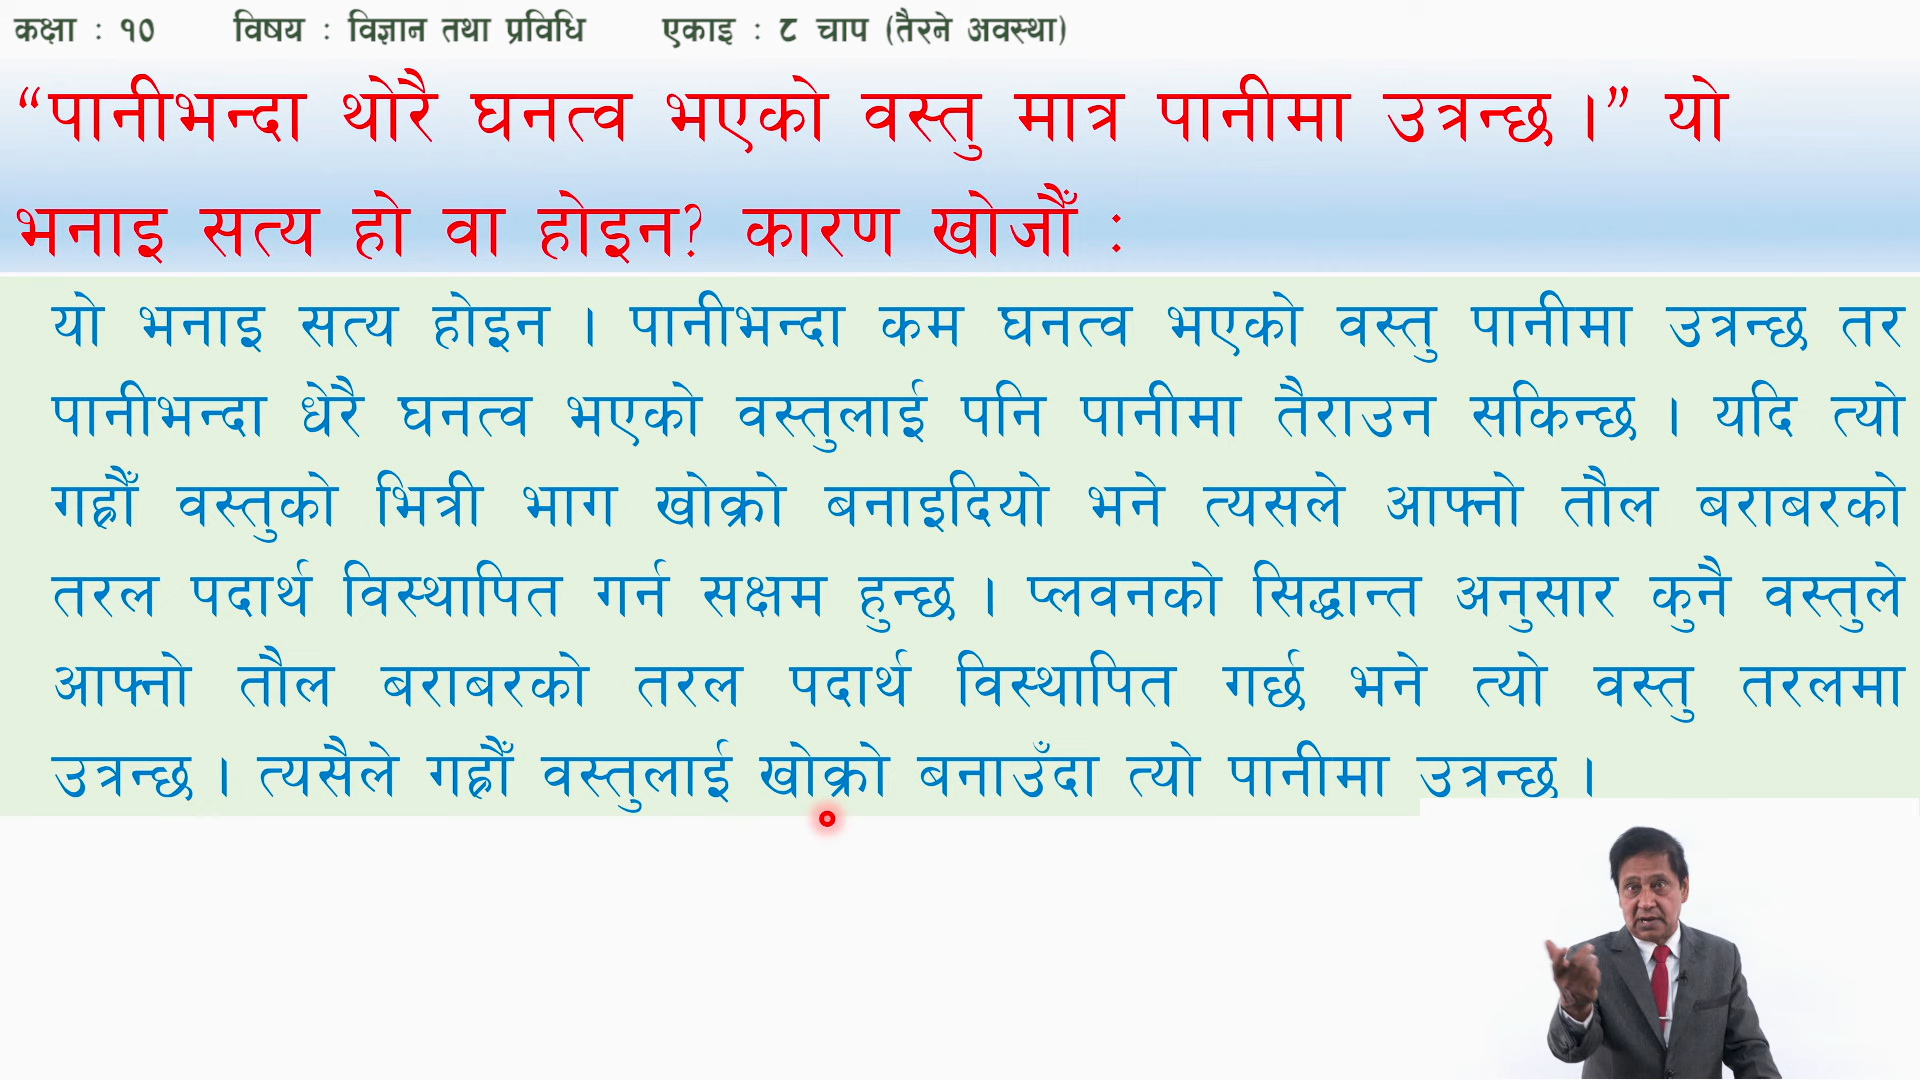 कक्षा : १० विषय : विज्ञान तथा प्रविधि एकाइ : ८ चाप (तैरने अवस्था)
“पानीभन्दा थोरै घनत्व भएको वस्तु मात्र पानीमा उत्रन्छ ।” यो
भनाइ सत्य हो वा होइन? कारण खोजौँ :
यो भनाइ सत्य होइन । पानीभन्दा कम घनत्व भएको वस्तु पानीमा उत्रन्छ तर
पानीभन्दा धेरै घनत्व भएको वस्तुलाई पनि पानीमा तैराउन सकिन्छ । यदि त्यो
गह्रौँ वस्तुको भित्री भाग खोक्रो बनाइदियो भने त्यसले आफ्नो तौल बराबरको
तरल पदार्थ विस्थापित गर्न सक्षम हुन्छ । प्लवनको सिद्धान्त अनुसार कुनै वस्तुले
आफ्नो तौल बराबरको तरल पदार्थ विस्थापित गर्छ भने त्यो वस्तु तरलमा
उत्रन्छ । त्यसैले गह्रौँ वस्तुलाई खोक्रो बनाउँदा त्यो पानीमा उत्रन्छ ।